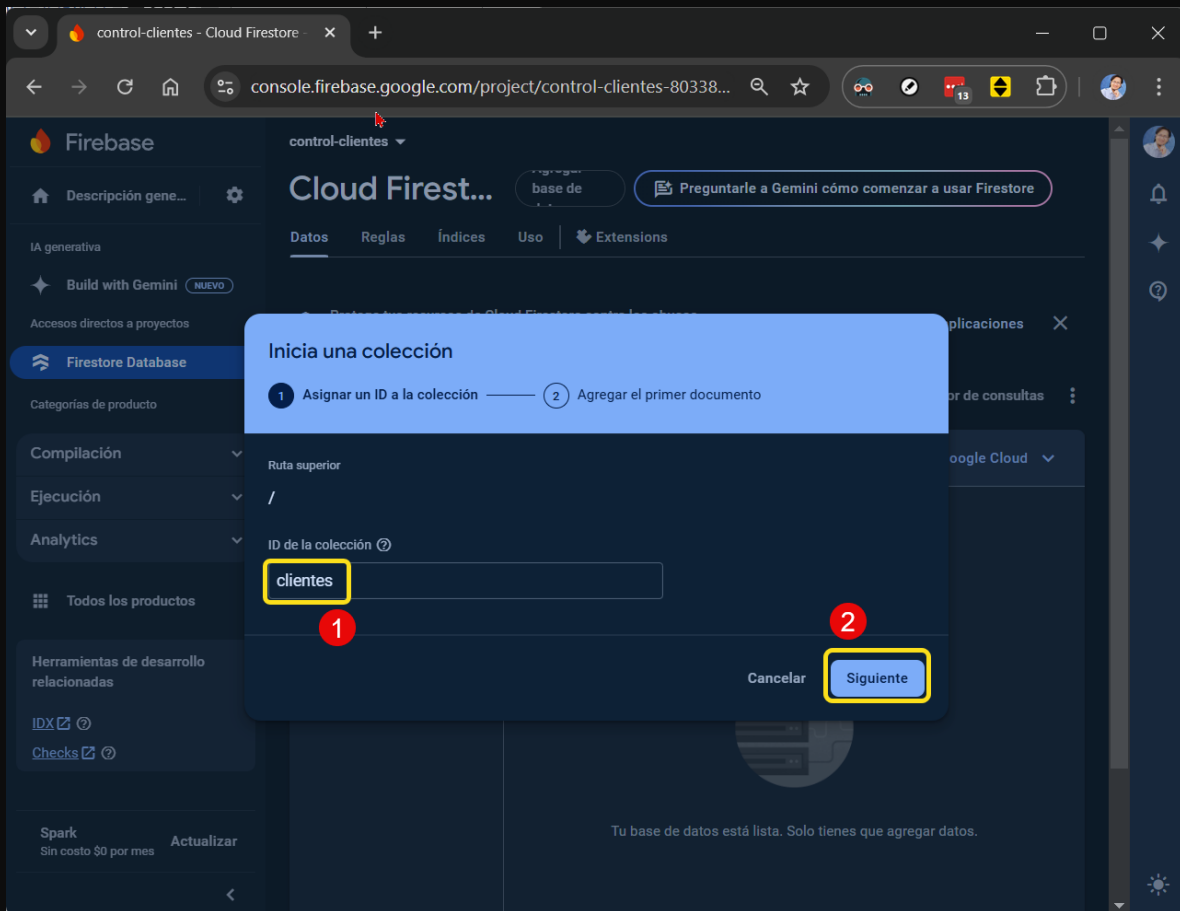 control-clientes - Cloud Firestore -
console.firebase.google.com/project/control-clientes-80338...
13
Firebase
control-clientes
Descripción gene...
Cloud Firest...
base de
Preguntarle a Gemini cómo comenzar a usar Firestore
Datos
Reglas
Índices
Uso
Extensions
IA generativa
Build with Gemini NUEVO
Accesos directos a proyectos
plicaciones
Firestore Database
Inicia una colección
1 Asignar un ID a la colección
2 Agregar el primer documento
or de consultas
Categorías de producto
Compilación
oogle Cloud
Ruta superior
/
Ejecución
Analytics
ID de la colección
clientes
1
2
Todos los productos
Herramientas de desarrollo
relacionadas
Cancelar
Siguiente
IDX
Checks
Tu base de datos está lista. Solo tienes que agregar datos.
Spark
Sin costo $0 por mes
Actualizar